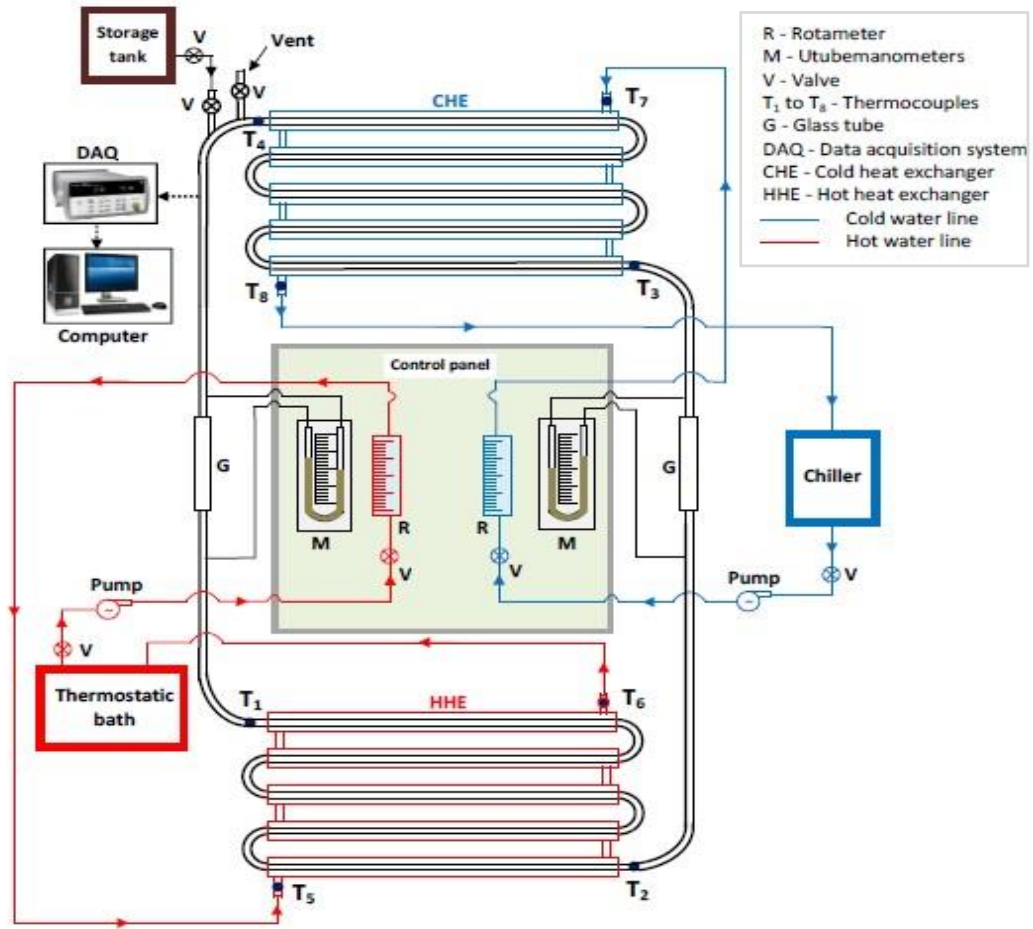 Storage
tank
V
Vent
V
V
CHE
T7
T4
DAQ
Computer
T8
T3
R - Rotameter
M - Utubemanometers
V - Valve
T1 to T8 - Thermocouples
G - Glass tube
DAQ - Data acquisition system
CHE - Cold heat exchanger
HHE - Hot heat exchanger
Cold water line
Hot water line
Control panel
G
M
R
V
R
V
M
G
Chiller
V
Pump
Pump
V
Thermostatic
bath
T1
HHE
T6
T5
T2